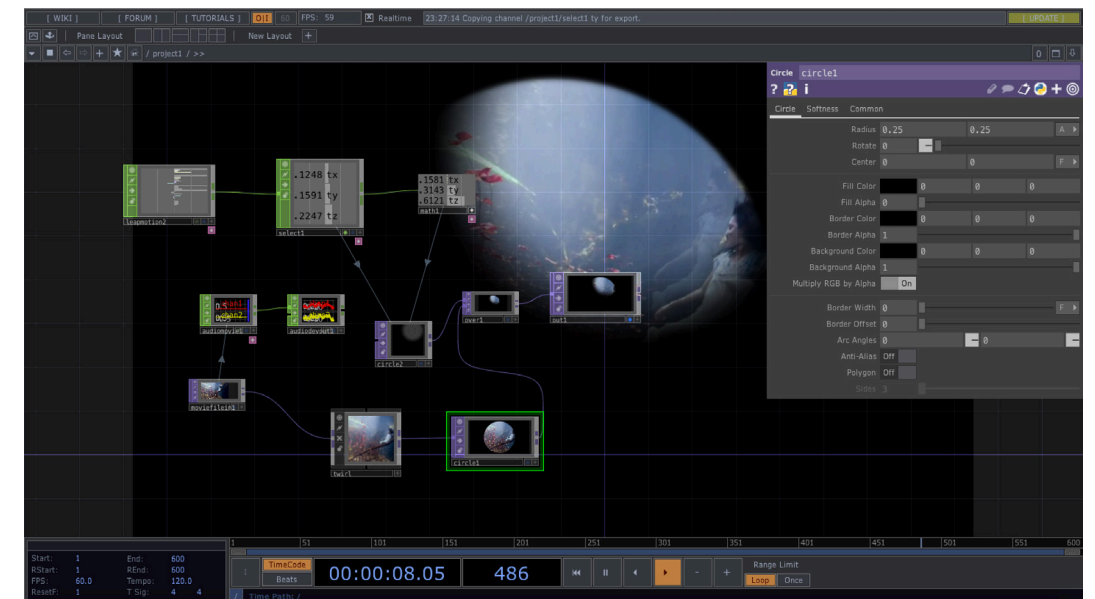 [ WIKI ] [ FORUM ] [ TUTORIALS ] O|I 60 FPS: 59 Realtime 23:27:14 Copying channel /project1/select1 ty for export. [ UPDATE ]
Pane Layout New Layout +
/ project1 / >> 0
Circle circle1
? ? i
Circle Softness Common
Radius 0.25 0.25 A
Rotate 0
Center 0 0 F
Fill Color 0 0 0
Fill Alpha 0
Border Color 0 0 0
Border Alpha 1
Background Color 0 0 0
Background Alpha 1
Multiply RGB by Alpha On
Border Width 0 F
Border Offset 0
Arc Angles 0 0
Anti-Alias Off
Polygon Off
Sides 3
leapmotion2
.1248 tx
.1591 ty
.2247 tz
select1
.1581 tx
.3143 ty
.6121 tz
math1
chan2
audiomovie1
audiodevout1
over1
out1
circle2
moviefilein1
twirl
circle1
1 |51 |101 |151 |201 |251 |301 |351 |401 |451 |501 |551 600
Start: 1 End: 600
RStart: 1 REnd: 600
FPS: 60.0 Tempo: 120.0
ResetF: 1 T Sig: 4 4
TimeCode
Beats
00:00:08.05
486
- +
Range Limit
Loop Once
/ Time Path: /